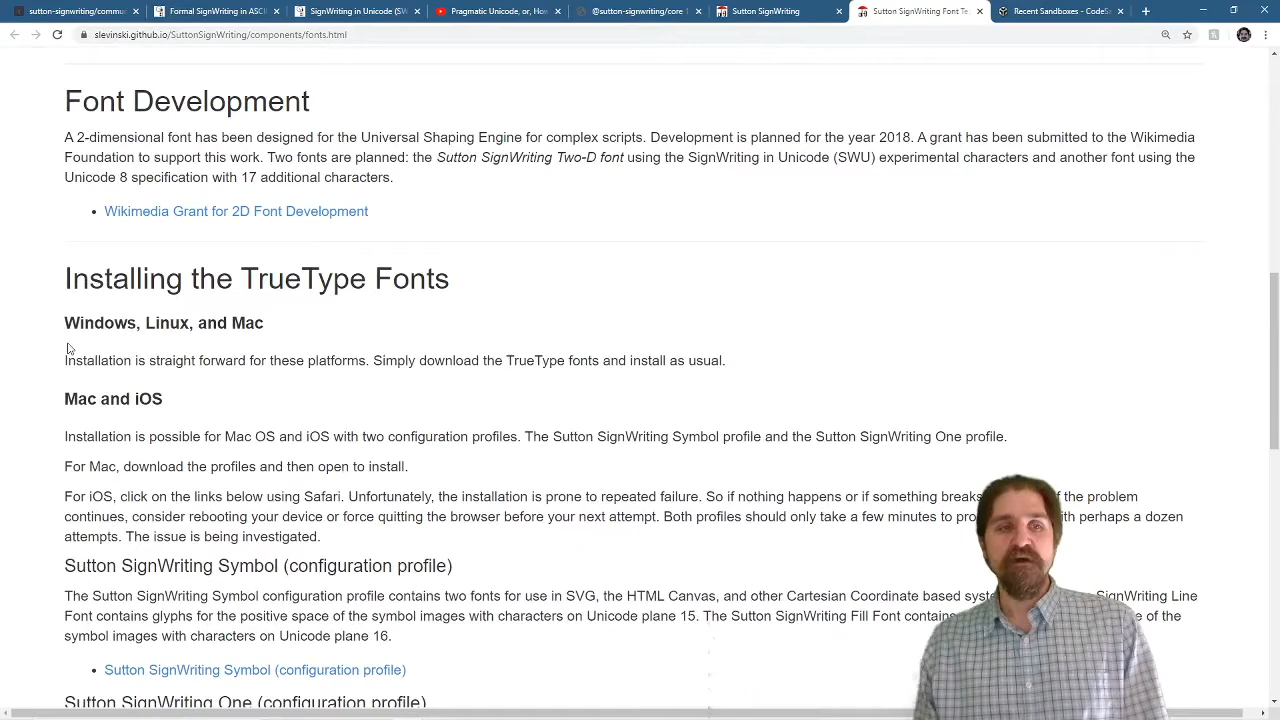 sutton-signwriting/commun
Formal SignWriting in ASCII
SignWriting in Unicode (SW
Pragmatic Unicode, or, How
@sutton-signwriting/core 1
Sutton SignWriting
Sutton SignWriting Font Te
Recent Sandboxes - CodeSa
slevinski.github.io/SuttonSignWriting/components/fonts.html
Font Development
A 2-dimensional font has been designed for the Universal Shaping Engine for complex scripts. Development is planned for the year 2018. A grant has been submitted to the Wikimedia
Foundation to support this work. Two fonts are planned: the Sutton SignWriting Two-D font using the SignWriting in Unicode (SWU) experimental characters and another font using the
Unicode 8 specification with 17 additional characters.
• Wikimedia Grant for 2D Font Development
Installing the TrueType Fonts
Windows, Linux, and Mac
Installation is straight forward for these platforms. Simply download the TrueType fonts and install as usual.
Mac and iOS
Installation is possible for Mac OS and iOS with two configuration profiles. The Sutton SignWriting Symbol profile and the Sutton SignWriting One profile.
For Mac, download the profiles and then open to install.
For iOS, click on the links below using Safari. Unfortunately, the installation is prone to repeated failure. So if nothing happens or if something breaks f the problem
continues, consider rebooting your device or force quitting the browser before your next attempt. Both profiles should only take a few minutes to pro th perhaps a dozen
attempts. The issue is being investigated.
Sutton SignWriting Symbol (configuration profile)
The Sutton SignWriting Symbol configuration profile contains two fonts for use in SVG, the HTML Canvas, and other Cartesian Coordinate based syste SignWriting Line
Font contains glyphs for the positive space of the symbol images with characters on Unicode plane 15. The Sutton SignWriting Fill Font contains e of the
symbol images with characters on Unicode plane 16.
• Sutton SignWriting Symbol (configuration profile)
Sutton SignWriting One (configuration profile)